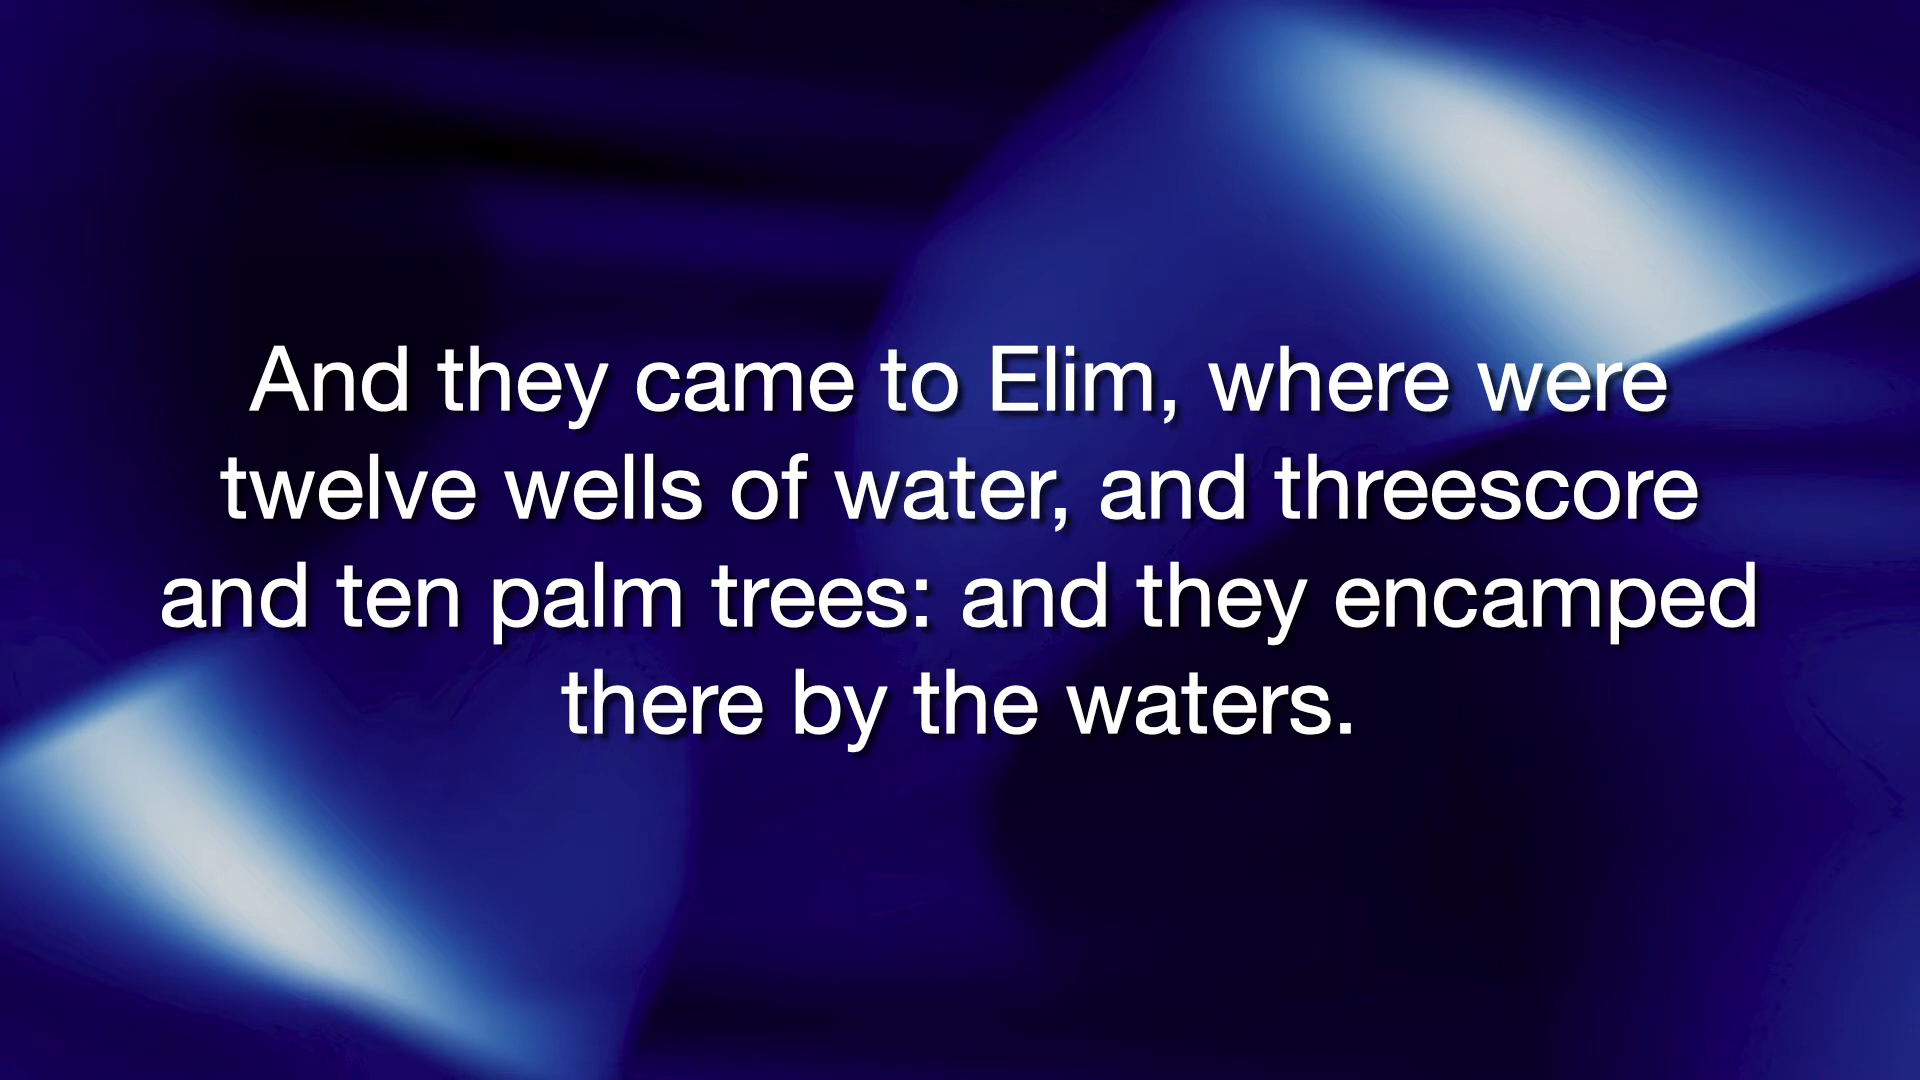 And they came to Elim, where were
twelve wells of water, and threescore
and ten palm trees: and they encamped
there by the waters.